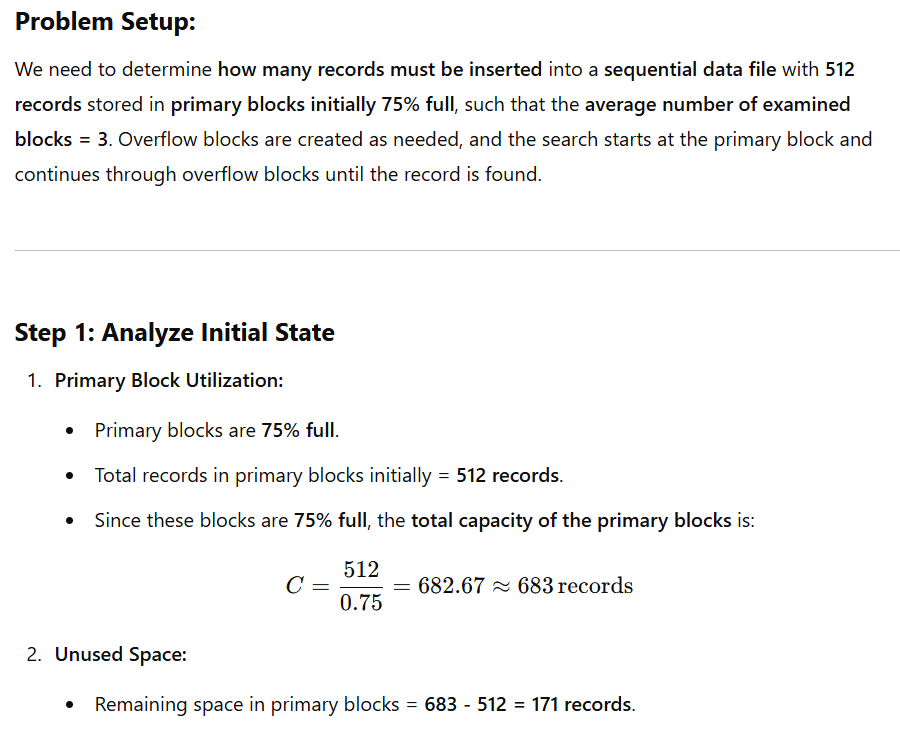 Problem Setup:
We need to determine how many records must be inserted into a sequential data file with 512
records stored in primary blocks initially 75% full, such that the average number of examined
blocks = 3. Overflow blocks are created as needed, and the search starts at the primary block and
continues through overflow blocks until the record is found.
Step 1: Analyze Initial State
1. Primary Block Utilization:
• Primary blocks are 75% full.
• Total records in primary blocks initially = 512 records.
• Since these blocks are 75% full, the total capacity of the primary blocks is:
C = 512 / 0.75 = 682.67 ≈ 683 records
2. Unused Space:
• Remaining space in primary blocks = 683 - 512 = 171 records.